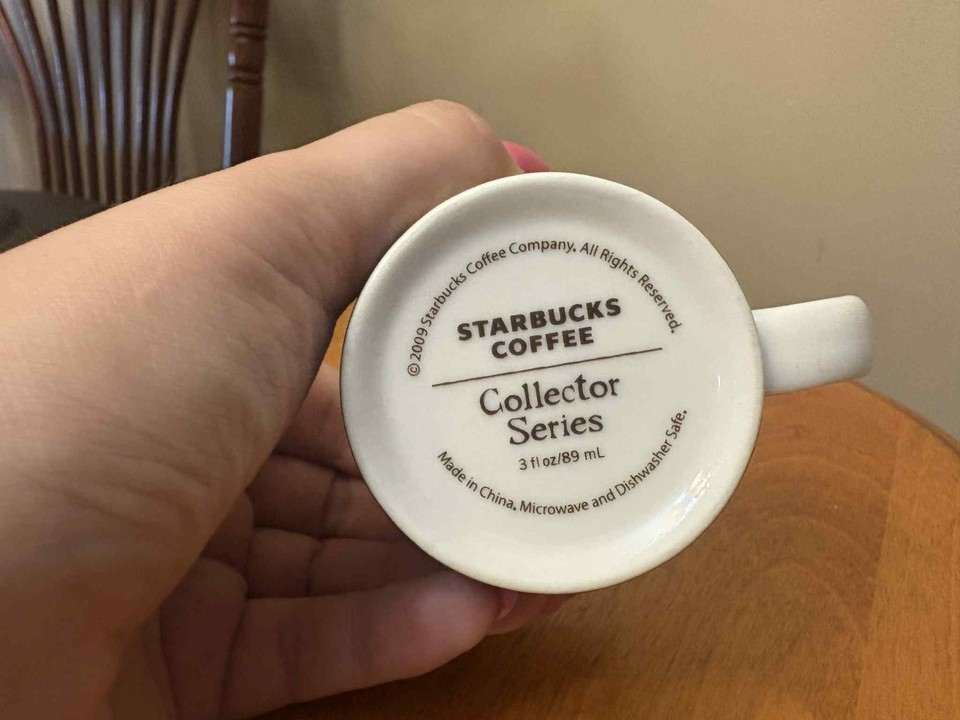 ©2009 Starbucks Coffee Company. All Rights Reserved.
STARBUCKS
COFFEE
Collector
Series
3 fl oz/89 mL
Made in China. Microwave and Dishwasher Safe.